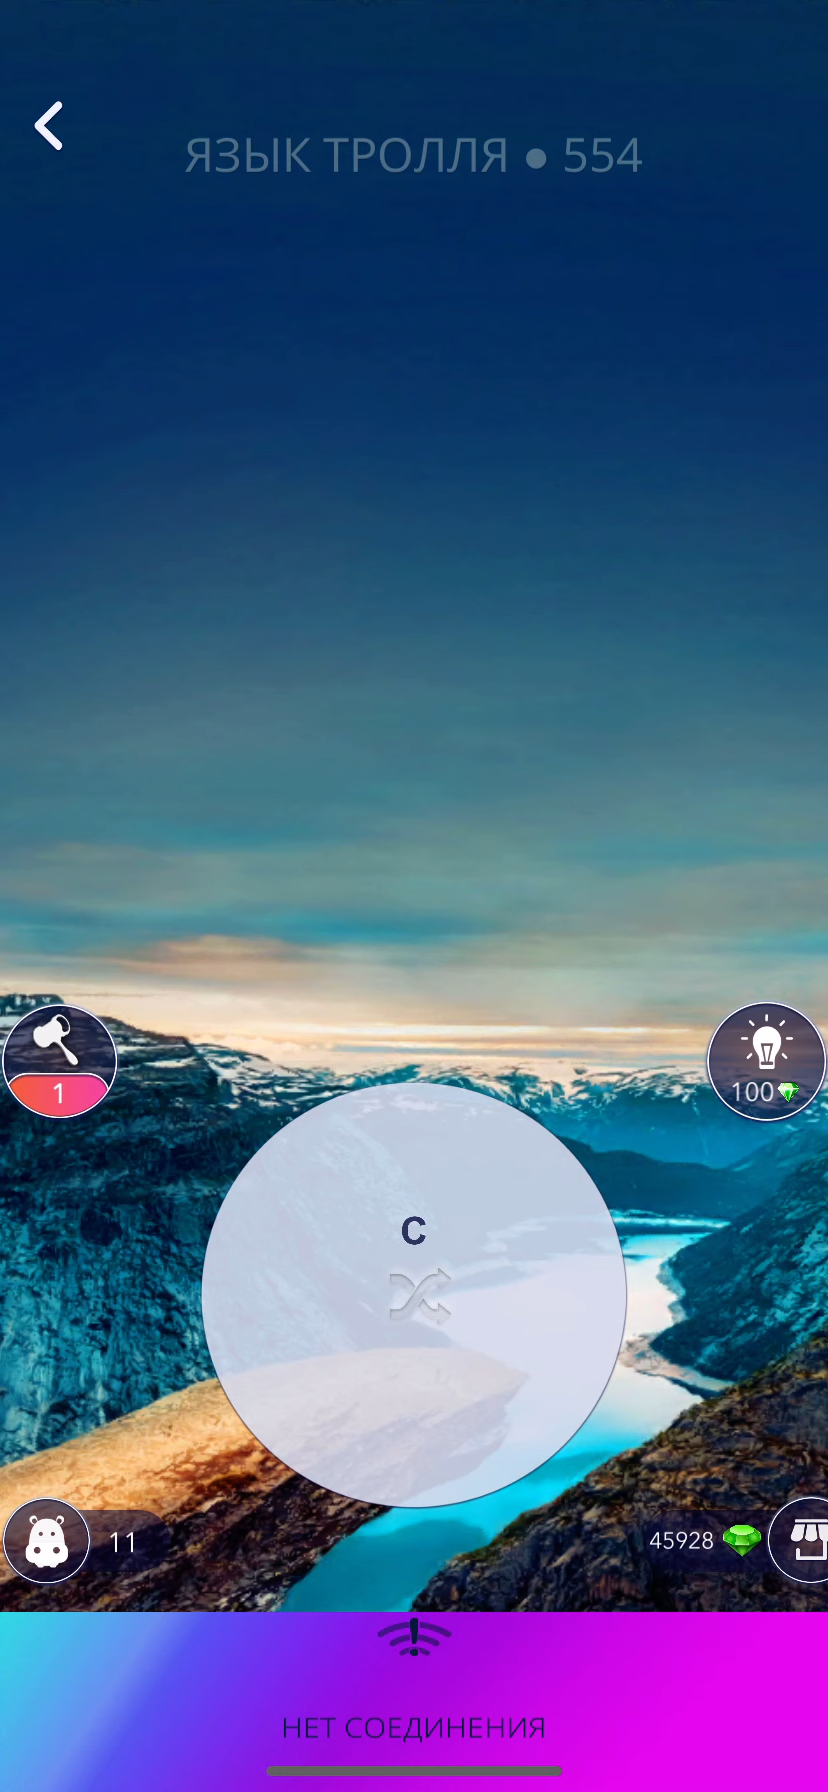 ЯЗЫК ТРОЛЛЯ • 554
1
100
С
11
45928
НЕТ СОЕДИНЕНИЯ